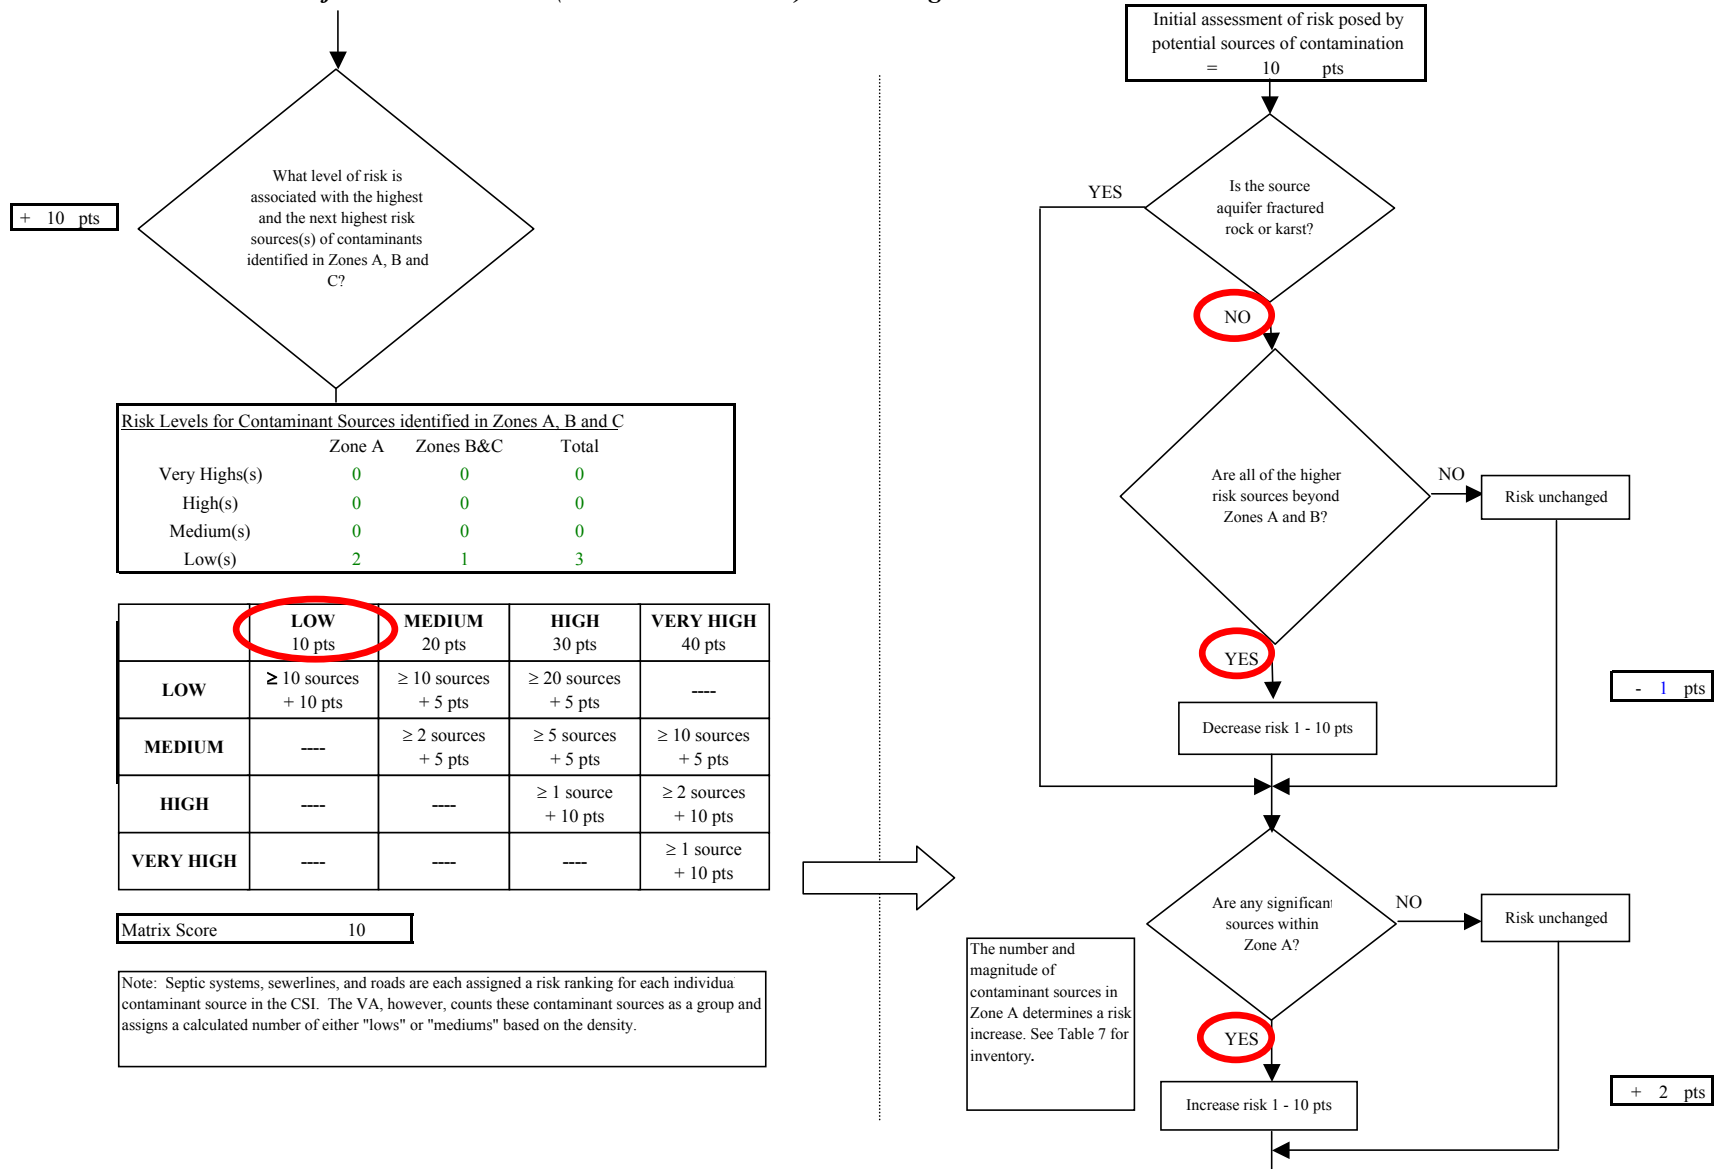 + 10 pts
What level of risk is
associated with the highest
and the next highest risk
sources(s) of contaminants
identified in Zones A, B and
C?
Risk Levels for Contaminant Sources identified in Zones A, B and C
Zone A Zones B&C Total
Very Highs(s) 0 0 0
High(s) 0 0 0
Medium(s) 0 0 0
Low(s) 2 1 3
LOW MEDIUM HIGH VERY HIGH
10 pts 20 pts 30 pts 40 pts
LOW ≥ 10 sources + 10 pts ≥ 10 sources + 5 pts ≥ 20 sources + 5 pts ----
MEDIUM ---- ≥ 2 sources + 5 pts ≥ 5 sources + 5 pts ≥ 10 sources + 5 pts
HIGH ---- ---- ≥ 1 source + 10 pts ≥ 2 sources + 10 pts
VERY HIGH ---- ---- ---- ≥ 1 source + 10 pts
Matrix Score 10
Note: Septic systems, sewerlines, and roads are each assigned a risk ranking for each individua
contaminant source in the CSI. The VA, however, counts these contaminant sources as a group and
assigns a calculated number of either "lows" or "mediums" based on the density.
Initial assessment of risk posed by
potential sources of contamination
= 10 pts
Is the source
aquifer fractured
rock or karst?
YES
NO
Are all of the higher
risk sources beyond
Zones A and B?
NO
Risk unchanged
YES
- 1 pts
Decrease risk 1 - 10 pts
Are any significant
sources within
Zone A?
NO
Risk unchanged
The number and
magnitude of
contaminant sources in
Zone A determines a risk
increase. See Table 7 for
inventory.
YES
+ 2 pts
Increase risk 1 - 10 pts